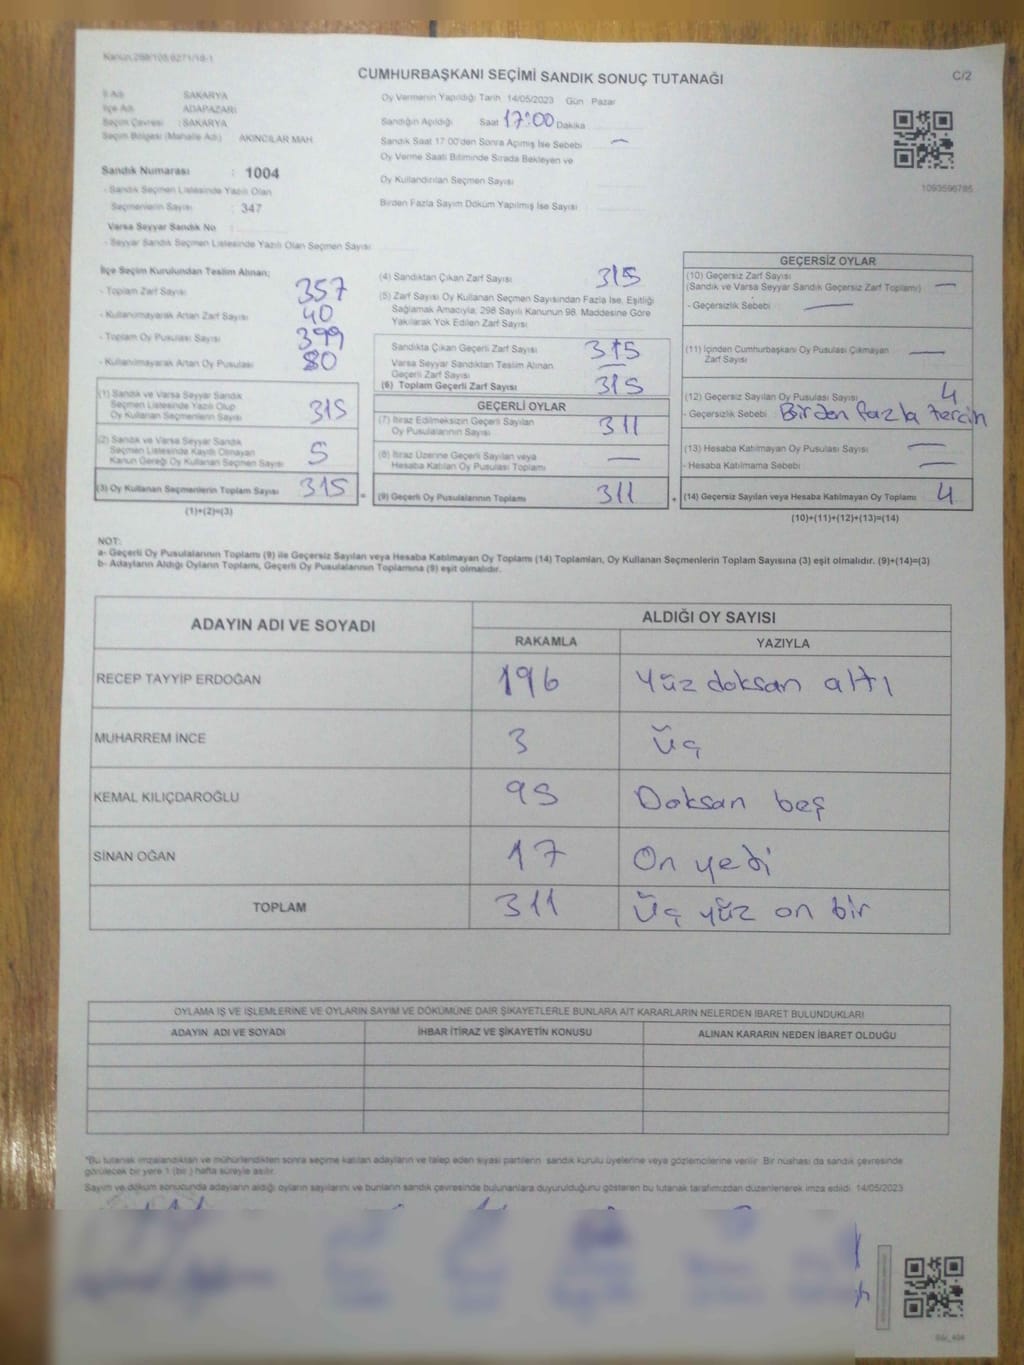 Kanun 298/105 6271/18-1
CUMHURBAŞKANI SEÇİMİ SANDIK SONUÇ TUTANAĞI
C/2
İl Adı : SAKARYA
İlçe Adı : ADAPAZARI
Seçim Çevresi : SAKARYA
Seçim Bölgesi (Mahalle Adı) : AKINCILAR MAH
Sandık Numarası : 1004
- Sandık Seçmen Listesinde Yazılı Olan
Seçmenlerin Sayısı : 347
Varsa Seyyar Sandık No :
- Seyyar Sandık Seçmen Listesinde Yazılı Olan Seçmen Sayısı
Oy Vermenin Yapıldığı Tarih 14/05/2023 Gün Pazar
Sandığın Açıldığı Saat 17:00 Dakika
Sandık Saat 17.00'den Sonra Açımış İse Sebebi —
Oy Verme Saati Bitiminde Sırada Bekleyen ve
Oy Kullandırılan Seçmen Sayısı
Birden Fazla Sayım Döküm Yapılmış İse Sayısı
1093596785
İlçe Seçim Kurulundan Teslim Alınan;
- Toplam Zarf Sayısı 357
- Kullanılmayarak Artan Zarf Sayısı 40
- Toplam Oy Pusulası Sayısı 399
- Kullanılmayarak Artan Oy Pusulası 80
(1) Sandık ve Varsa Seyyar Sandık
Seçmen Listesinde Yazılı Olup
Oy Kullanan Seçmenlerin Sayısı 315
(2) Sandık ve Varsa Seyyar Sandık
Seçmen Listesinde Kayıtlı Olmayan
Kanun Gereği Oy Kullanan Seçmen Sayısı 5
(3) Oy Kullanan Seçmenlerin Toplam Sayısı 315
(1)+(2)=(3)
=
(4) Sandıktan Çıkan Zarf Sayısı 315
(5) Zarf Sayısı Oy Kullanan Seçmen Sayısından Fazla İse, Eşitliği
Sağlamak Amacıyla, 298 Sayılı Kanunun 98. Maddesine Göre
Yakılarak Yok Edilen Zarf Sayısı
Sandıkta Çıkan Geçerli Zarf Sayısı 315
Varsa Seyyar Sandıktan Teslim Alınan
Geçerli Zarf Sayısı —
(6) Toplam Geçerli Zarf Sayısı 315
GEÇERLİ OYLAR
(7) İtiraz Edilmeksizin Geçerli Sayılan
Oy Pusulalarının Sayısı 311
(8) İtiraz Üzerine Geçerli Sayılan veya
Hesaba Katılan Oy Pusulası Toplamı —
(9) Geçerli Oy Pusulalarının Toplamı 311
+
GEÇERSİZ OYLAR
(10) Geçersiz Zarf Sayısı
(Sandık ve Varsa Seyyar Sandık Geçersiz Zarf Toplamı) —
- Geçersizlik Sebebi —
(11) İçinden Cumhurbaşkanı Oy Pusulası Çıkmayan
Zarf Sayısı —
(12) Geçersiz Sayılan Oy Pusulası Sayısı 4
- Geçersizlik Sebebi Birden fazla tercih
(13) Hesaba Katılmayan Oy Pusulası Sayısı —
- Hesaba Katılmama Sebebi —
(14) Geçersiz Sayılan veya Hesaba Katılmayan Oy Toplamı 4
(10)+(11)+(12)+(13)=(14)
NOT:
a- Geçerli Oy Pusulalarının Toplamı (9) ile Geçersiz Sayılan veya Hesaba Katılmayan Oy Toplamı (14) Toplamları, Oy Kullanan Seçmenlerin Toplam Sayısına (3) eşit olmalıdır. (9)+(14)=(3)
b- Adayların Aldığı Oyların Toplamı, Geçerli Oy Pusulalarının Toplamına (9) eşit olmalıdır.
ADAYIN ADI VE SOYADI
ALDIĞI OY SAYISI
RAKAMLA YAZIYLA
RECEP TAYYİP ERDOĞAN 196 Yüz doksan altı
MUHARREM İNCE 3 Üç
KEMAL KILIÇDAROĞLU 95 Doksan beş
SİNAN OĞAN 17 On yedi
TOPLAM 311 Üç yüz on bir
OYLAMA İŞ VE İŞLEMLERİNE VE OYLARIN SAYIM VE DÖKÜMÜNE DAİR ŞİKAYETLERLE BUNLARA AİT KARARLARIN NELERDEN İBARET BULUNDUKLARI
ADAYIN ADI VE SOYADI İHBAR İTİRAZ VE ŞİKAYETİN KONUSU ALINAN KARARIN NEDEN İBARET OLDUĞU
*Bu tutanak imzalandıktan ve mühürlendikten sonra seçime katılan adayların ve talep eden siyasi partilerin sandık kurulu üyelerine veya gözlemcilerine verilir. Bir nüshası da sandık çevresinde
görülecek bir yere 1 (bir ) hafta süreyle asılır.
Sayım ve döküm sonucunda adayların aldığı oyların sayılarını ve bunların sandık çevresinde bulunanlara duyurulduğunu gösteren bu tutanak tarafımızdan düzenlenerek imza edildi. 14/05/2023